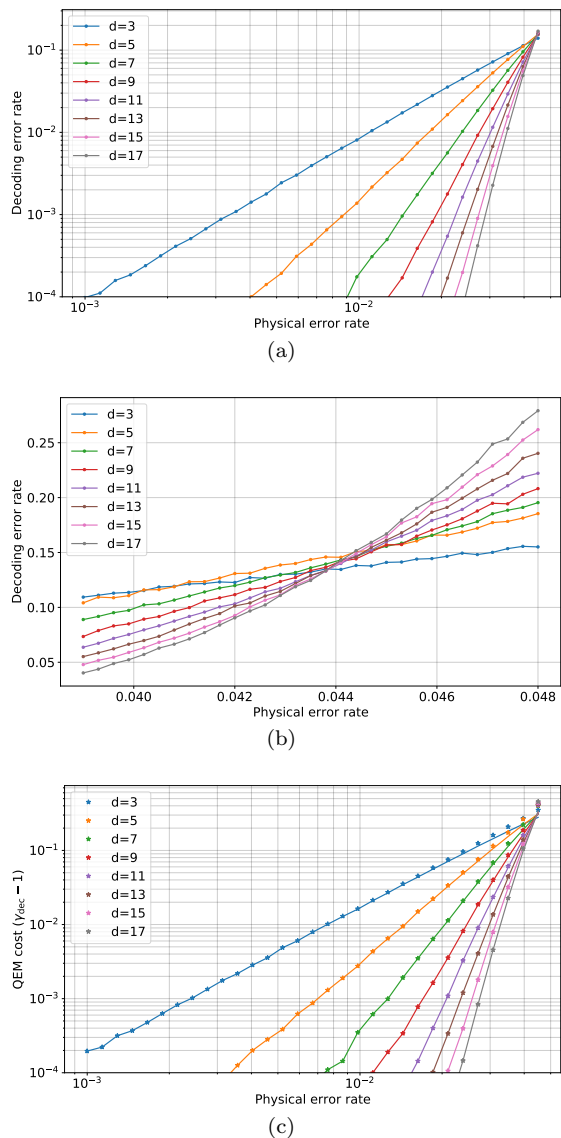 10⁻¹
10⁻²
10⁻³
10⁻⁴
Decoding error rate
d=3
d=5
d=7
d=9
d=11
d=13
d=15
d=17
10⁻³
10⁻²
Physical error rate
(a)
0.25
0.20
0.15
0.10
0.05
Decoding error rate
d=3
d=5
d=7
d=9
d=11
d=13
d=15
d=17
0.040
0.042
0.044
0.046
0.048
Physical error rate
(b)
10⁻¹
10⁻²
10⁻³
10⁻⁴
QEM cost (γ_dec − 1)
d=3
d=5
d=7
d=9
d=11
d=13
d=15
d=17
10⁻³
10⁻²
Physical error rate
(c)